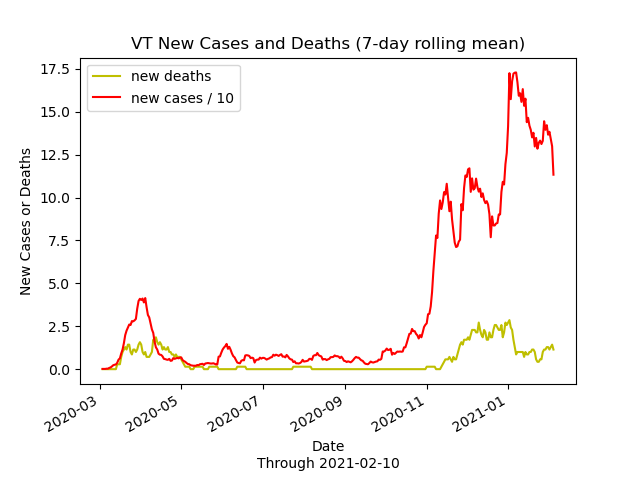 VT New Cases and Deaths (7-day rolling mean)
new deaths
new cases / 10
17.5
15.0
12.5
10.0
7.5
5.0
2.5
0.0
New Cases or Deaths
2020-03
2020-05
2020-07
2020-09
2020-11
2021-01
Date
Through 2021-02-10